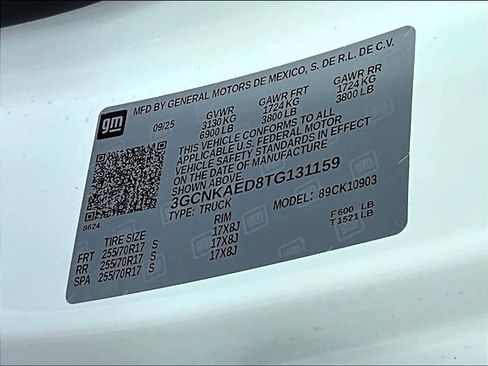 MFD BY GENERAL MOTORS DE MEXICO, S. DE R.L. DE C.V.
gm
09/25
GVWR GAWR FRT GAWR RR
3130 KG 1724 KG 1724 KG
6900 LB 3800 LB 3800 LB
THIS VEHICLE CONFORMS TO ALL
APPLICABLE U.S. FEDERAL MOTOR
VEHICLE SAFETY STANDARDS IN EFFECT
ON THE DATE OF MANUFACTURE
SHOWN ABOVE.
3GCNKAED8TG131159
TYPE: TRUCK MODEL: 89CK10903
8624
TIRE SIZE RIM
FRT 255/70R17 S 17X8J F 600 LB
RR 255/70R17 S 17X8J T 1521 LB
SPA 255/70R17 S 17X8J